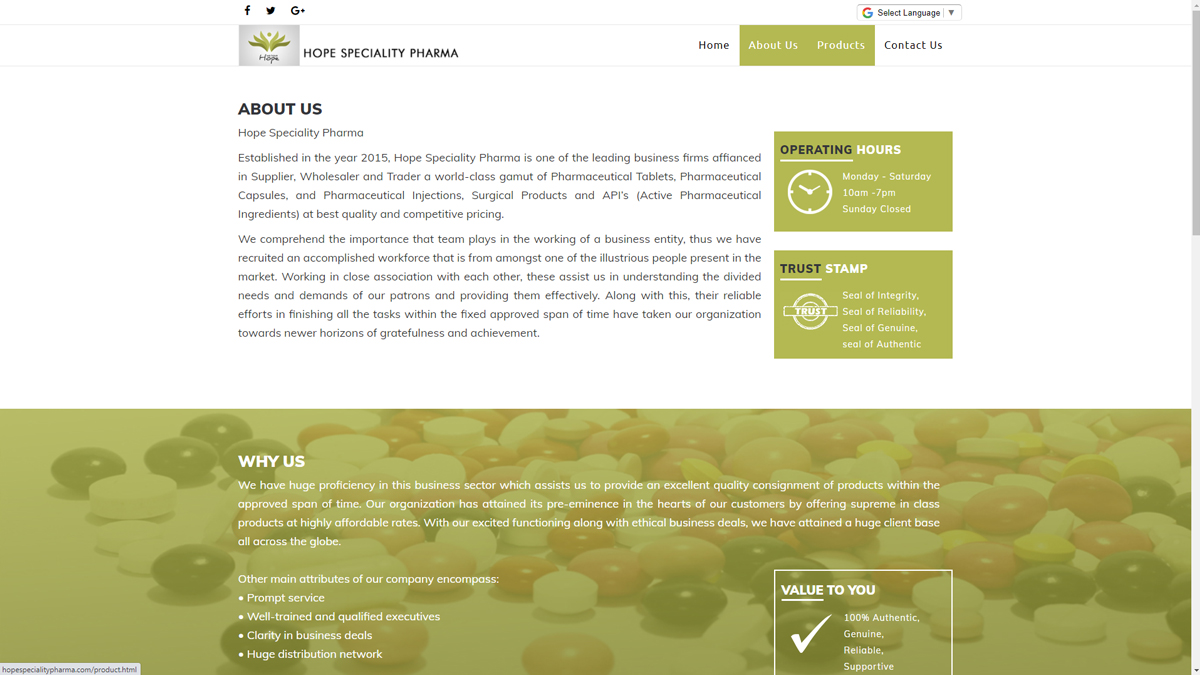 G+
Select Language ▼
Hope
HOPE SPECIALITY PHARMA
Home
About Us
Products
Contact Us
ABOUT US
Hope Speciality Pharma
Established in the year 2015, Hope Speciality Pharma is one of the leading business firms affianced
in Supplier, Wholesaler and Trader a world-class gamut of Pharmaceutical Tablets, Pharmaceutical
Capsules, and Pharmaceutical Injections, Surgical Products and API's (Active Pharmaceutical
Ingredients) at best quality and competitive pricing.
We comprehend the importance that team plays in the working of a business entity, thus we have
recruited an accomplished workforce that is from amongst one of the illustrious people present in the
market. Working in close association with each other, these assist us in understanding the divided
needs and demands of our patrons and providing them effectively. Along with this, their reliable
efforts in finishing all the tasks within the fixed approved span of time have taken our organization
towards newer horizons of gratefulness and achievement.
OPERATING HOURS
Monday - Saturday
10am -7pm
Sunday Closed
TRUST STAMP
TRUST
Seal of Integrity,
Seal of Reliability,
Seal of Genuine,
seal of Authentic
WHY US
We have huge proficiency in this business sector which assists us to provide an excellent quality consignment of products within the
approved span of time. Our organization has attained its pre-eminence in the hearts of our customers by offering supreme in class
products at highly affordable rates. With our excited functioning along with ethical business deals, we have attained a huge client base
all across the globe.
Other main attributes of our company encompass:
• Prompt service
• Well-trained and qualified executives
• Clarity in business deals
• Huge distribution network
VALUE TO YOU
100% Authentic,
Genuine,
Reliable,
Supportive
hopespecialitypharma.com/product.html